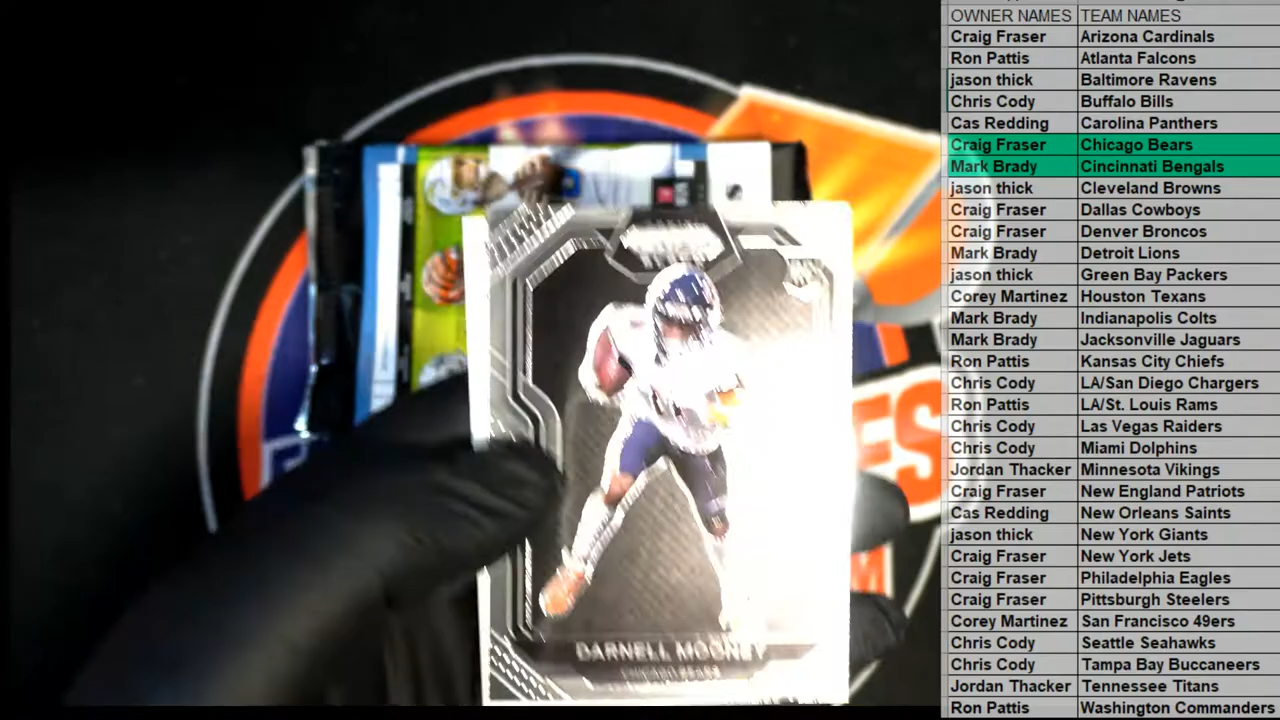 DARNELL MOONEY
CHICAGO BEARS
OWNER NAMES TEAM NAMES
Craig Fraser Arizona Cardinals
Ron Pattis Atlanta Falcons
jason thick Baltimore Ravens
Chris Cody Buffalo Bills
Cas Redding Carolina Panthers
Craig Fraser Chicago Bears
Mark Brady Cincinnati Bengals
jason thick Cleveland Browns
Craig Fraser Dallas Cowboys
Craig Fraser Denver Broncos
Mark Brady Detroit Lions
jason thick Green Bay Packers
Corey Martinez Houston Texans
Mark Brady Indianapolis Colts
Mark Brady Jacksonville Jaguars
Ron Pattis Kansas City Chiefs
Chris Cody LA/San Diego Chargers
Ron Pattis LA/St. Louis Rams
Chris Cody Las Vegas Raiders
Chris Cody Miami Dolphins
Jordan Thacker Minnesota Vikings
Craig Fraser New England Patriots
Cas Redding New Orleans Saints
jason thick New York Giants
Craig Fraser New York Jets
Craig Fraser Philadelphia Eagles
Craig Fraser Pittsburgh Steelers
Corey Martinez San Francisco 49ers
Chris Cody Seattle Seahawks
Chris Cody Tampa Bay Buccaneers
Jordan Thacker Tennessee Titans
Ron Pattis Washington Commanders